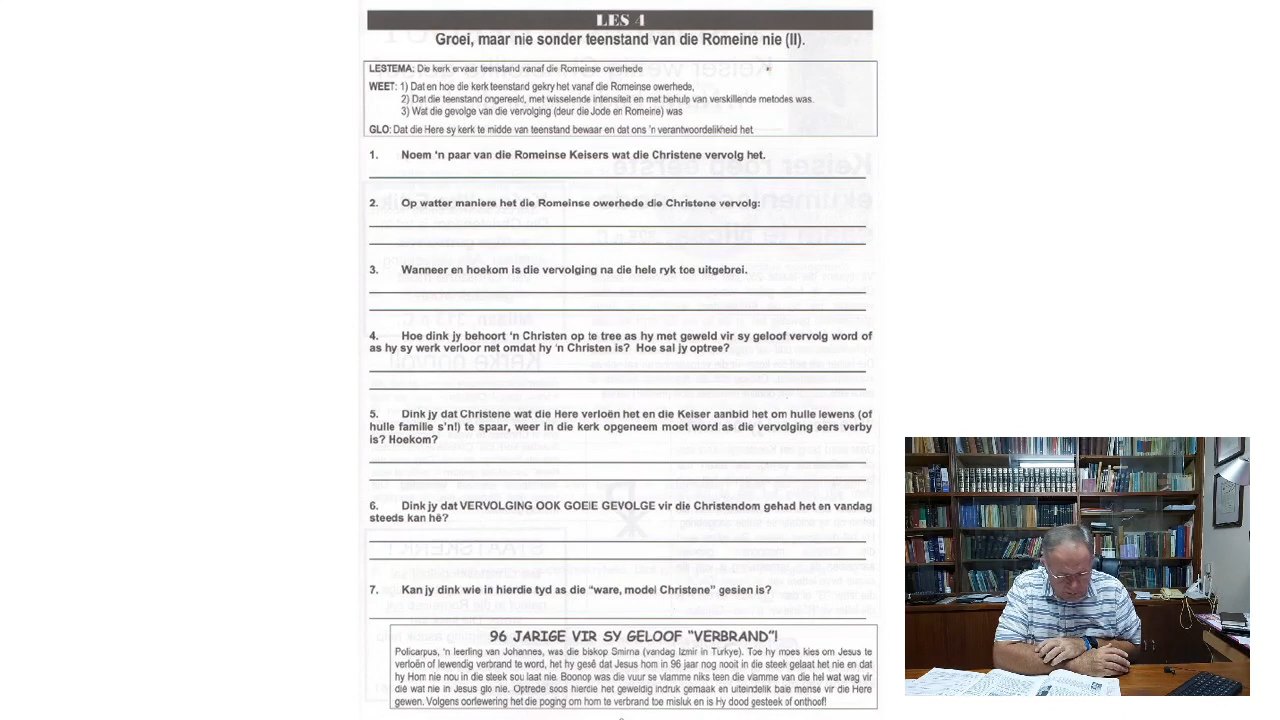 LES 4
Groei, maar nie sonder teenstand van die Romeine nie (II).
LESTEMA: Die kerk ervaar teenstand vanaf die Romeinse owerhede
WEET: 1) Dat en hoe die kerk teenstand gekry het vanaf die Romeinse owerhede,
2) Dat die teenstand ongereeld, met wisselende intensiteit en met behulp van verskillende metodes was.
3) Wat die gevolge van die vervolging (deur die Jode en Romeine) was
GLO: Dat die Here sy kerk te midde van teenstand bewaar en dat ons 'n verantwoordelikheid het
1. Noem 'n paar van die Romeinse Keisers wat die Christene vervolg het.
2. Op watter maniere het die Romeinse owerhede die Christene vervolg:
3. Wanneer en hoekom is die vervolging na die hele ryk toe uitgebrei.
4. Hoe dink jy behoort 'n Christen op te tree as hy met geweld vir sy geloof vervolg word of
as hy sy werk verloor net omdat hy 'n Christen is? Hoe sal jy optree?
5. Dink jy dat Christene wat die Here verloën het en die Keiser aanbid het om hulle lewens (of
hulle familie s'n!) te spaar, weer in die kerk opgeneem moet word as die vervolging eers verby
is? Hoekom?
6. Dink jy dat VERVOLGING OOK GOEIE GEVOLGE vir die Christendom gehad het en vandag
steeds kan hê?
7. Kan jy dink wie in hierdie tyd as die "ware, model Christene" gesien is?
96 JARIGE VIR SY GELOOF "VERBRAND"!
Policarpus, 'n leerling van Johannes, was die biskop Smirna (vandag Izmir in Turkye). Toe hy moes kies om Jesus te
verloën of lewendig verbrand te word, het hy gesê dat Jesus hom in 96 jaar nog nooit in die steek gelaat het nie en dat
hy Hom nie nou in die steek sou laat nie. Boonop was die vuur se vlamme niks teen die vlamme van die hel wat wag vir
dié wat nie in Jesus glo nie. Optrede soos hierdie het geweldig indruk gemaak en uiteindelik baie mense vir die Here
gewen. Volgens oorlewering het die poging om hom te verbrand toe misluk en is Hy dood gesteek of onthoof!